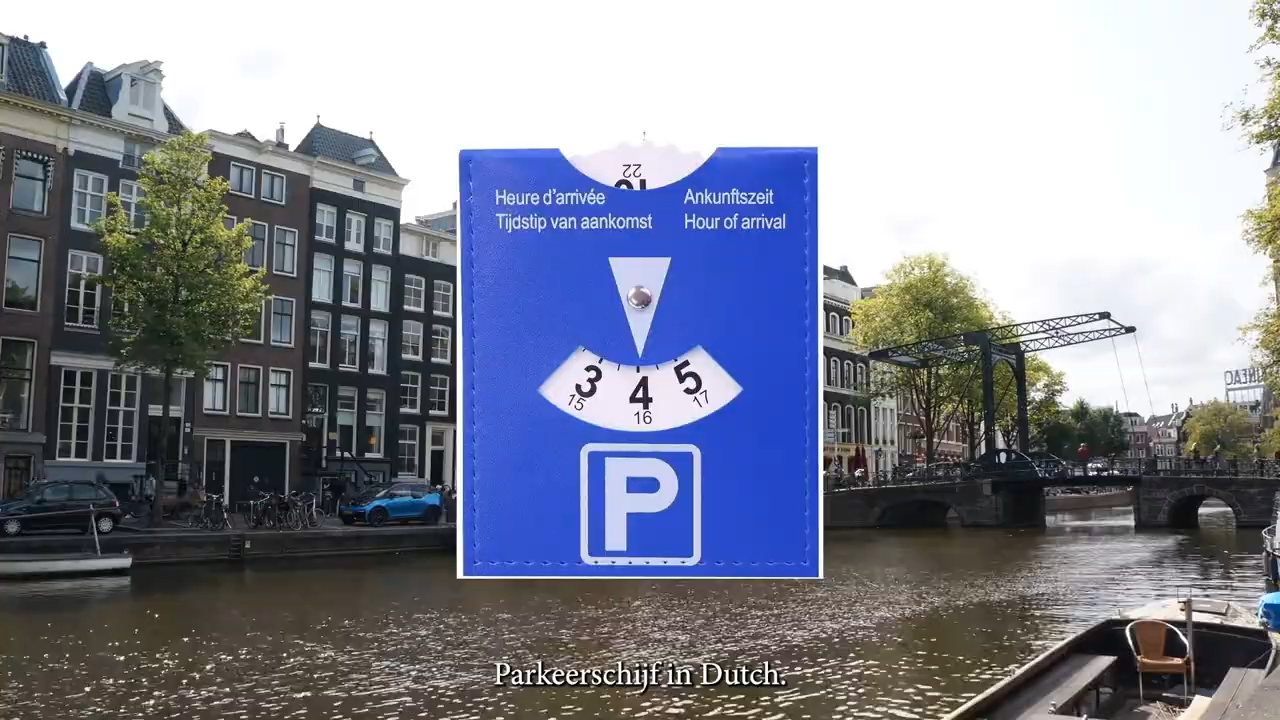 22
Heure d'arrivée
Tijdstip van aankomst
Ankunftszeit
Hour of arrival
3 4 5
15 16 17
P
Parkeerschijf in Dutch.